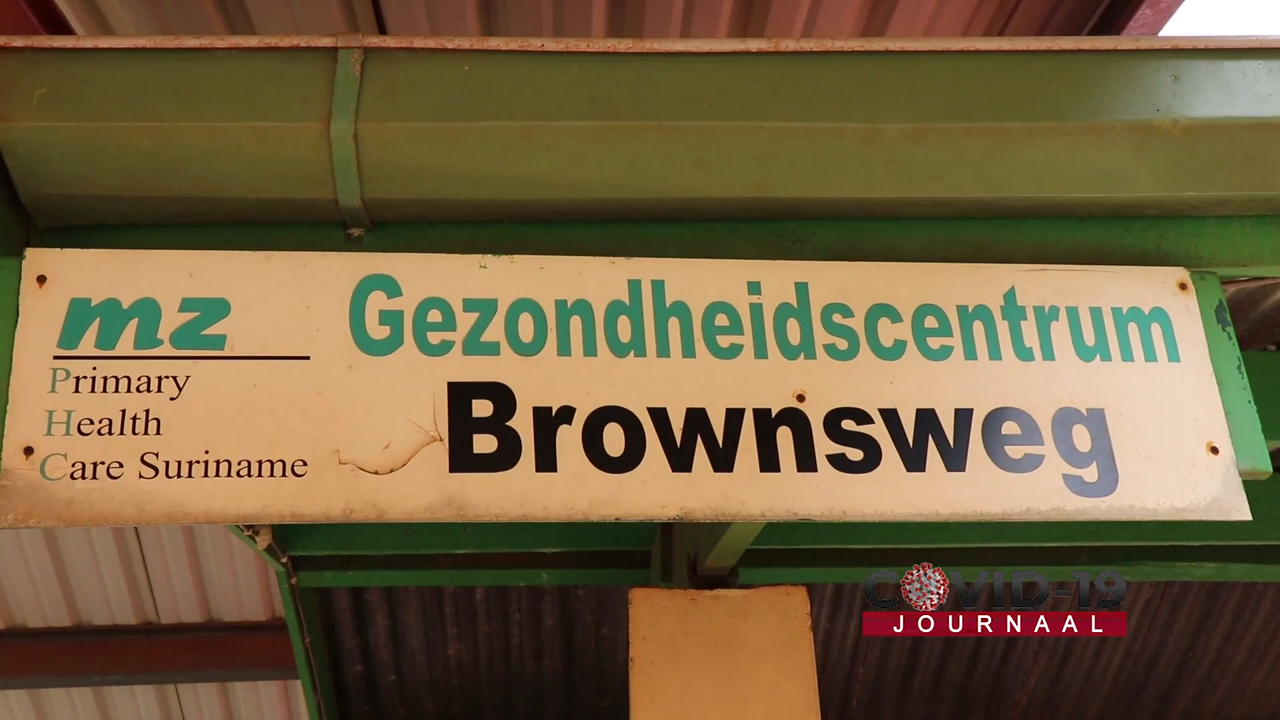 mz
Primary
Health
Care Suriname
Gezondheidscentrum
Brownsweg
COVID-19
JOURNAAL